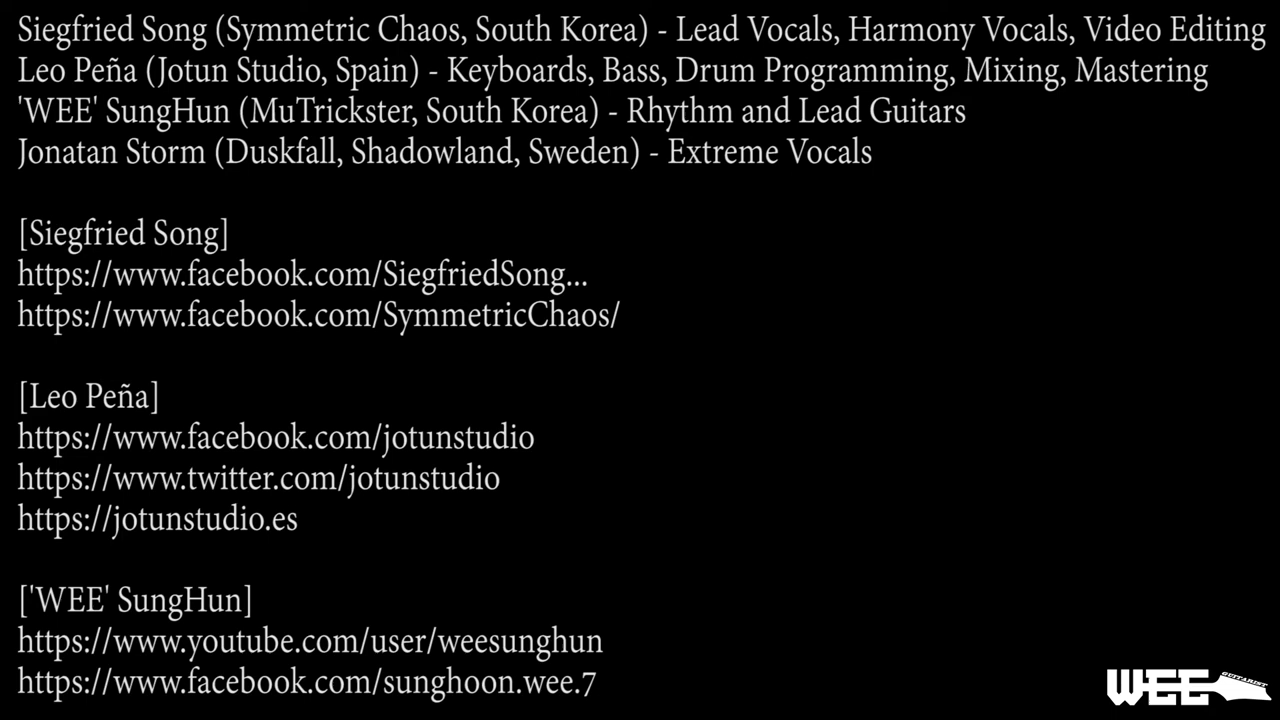 Siegfried Song (Symmetric Chaos, South Korea) - Lead Vocals, Harmony Vocals, Video Editing
Leo Peña (Jotun Studio, Spain) - Keyboards, Bass, Drum Programming, Mixing, Mastering
'WEE' SungHun (MuTrickster, South Korea) - Rhythm and Lead Guitars
Jonatan Storm (Duskfall, Shadowland, Sweden) - Extreme Vocals
[Siegfried Song]
https://www.facebook.com/SiegfriedSong...
https://www.facebook.com/SymmetricChaos/
[Leo Peña]
https://www.facebook.com/jotunstudio
https://www.twitter.com/jotunstudio
https://jotunstudio.es
['WEE' SungHun]
https://www.youtube.com/user/weesunghun
https://www.facebook.com/sunghoon.wee.7
WEE GUITARIST